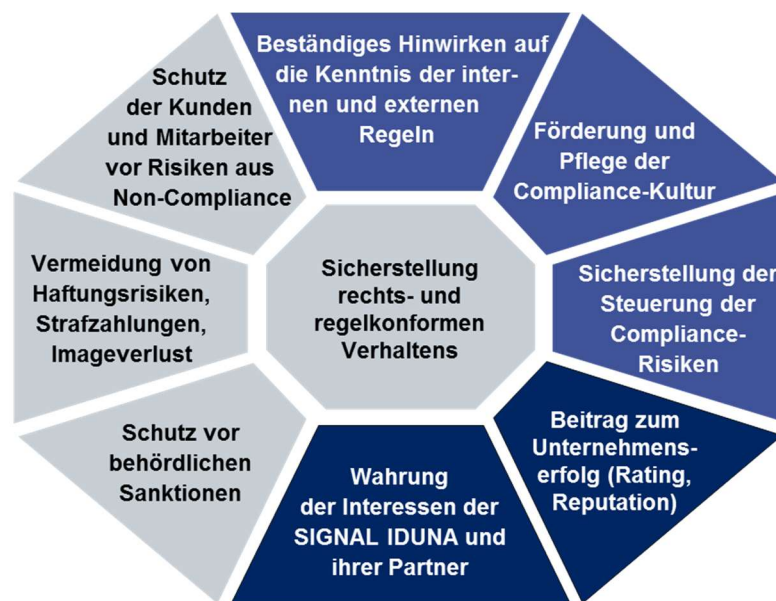 Beständiges Hinwirken auf
die Kenntnis der inter-
nen und externen
Regeln
Förderung und
Pflege der
Compliance-Kultur
Sicherstellung der
Steuerung der
Compliance-
Risiken
Beitrag zum
Unternehmens-
erfolg (Rating,
Reputation)
Wahrung
der Interessen der
SIGNAL IDUNA und
ihrer Partner
Schutz vor
behördlichen
Sanktionen
Vermeidung von
Haftungsrisiken,
Strafzahlungen,
Imageverlust
Schutz
der Kunden
und Mitarbeiter
vor Risiken aus
Non-Compliance
Sicherstellung
rechts- und
regelkonformen
Verhaltens